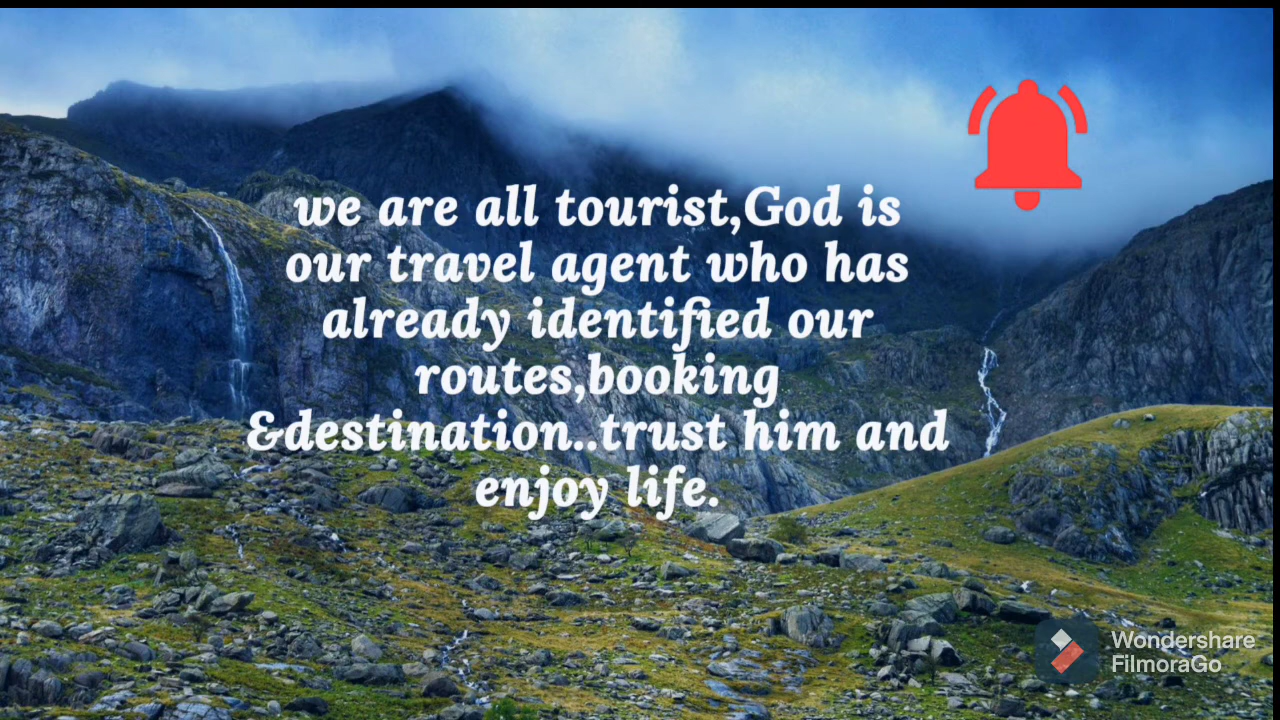 we are all tourist,God is
our travel agent who has
already identified our
routes,booking
&destination..trust him and
enjoy life.
Wondershare
FilmoraGo